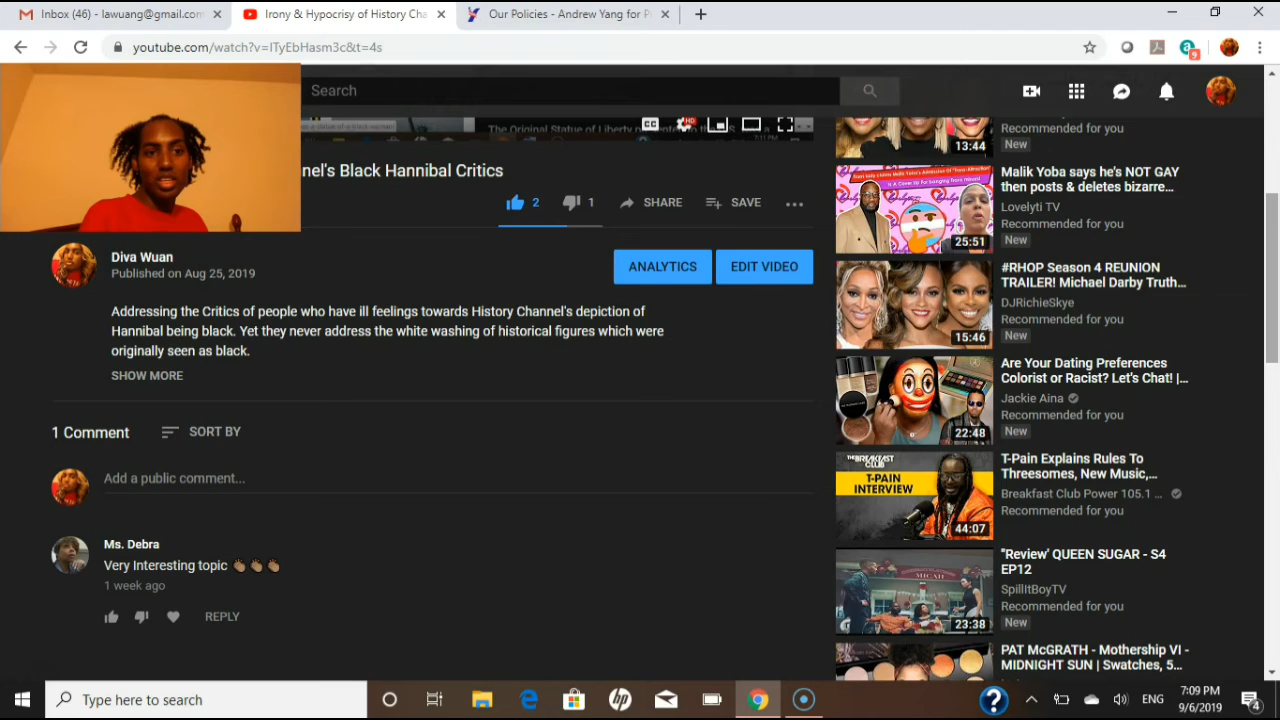 Inbox (46) - lawuang@gmail.com
Irony & Hypocrisy of History Cha
Our Policies - Andrew Yang for P
youtube.com/watch?v=ITyEbHasm3c&t=4s
9
Search
CC
HD
nel's Black Hannibal Critics
2
1
SHARE
SAVE
Diva Wuan
Published on Aug 25, 2019
ANALYTICS
EDIT VIDEO
Addressing the Critics of people who have ill feelings towards History Channel's depiction of
Hannibal being black. Yet they never address the white washing of historical figures which were
originally seen as black.
SHOW MORE
1 Comment
SORT BY
Add a public comment...
Ms. Debra
Very Interesting topic 👏🏾👏🏾👏🏾
1 week ago
REPLY
13:44
Recommended for you
New
25:51
Malik Yoba says he's NOT GAY
then posts & deletes bizarre...
Lovelyti TV
Recommended for you
New
15:46
#RHOP Season 4 REUNION
TRAILER! Michael Darby Truth...
DJRichieSkye
Recommended for you
New
22:48
Are Your Dating Preferences
Colorist or Racist? Let's Chat! |...
Jackie Aina
Recommended for you
New
THE BREAKFAST
CLUB
T-PAIN
INTERVIEW
44:07
T-Pain Explains Rules To
Threesomes, New Music,...
Breakfast Club Power 105.1 ...
Recommended for you
MICAH
23:38
"Review' QUEEN SUGAR - S4
EP12
SpillItBoyTV
Recommended for you
New
PAT McGRATH - Mothership VI -
MIDNIGHT SUN | Swatches, 5...
Type here to search
hp
ENG
7:09 PM
9/6/2019
4